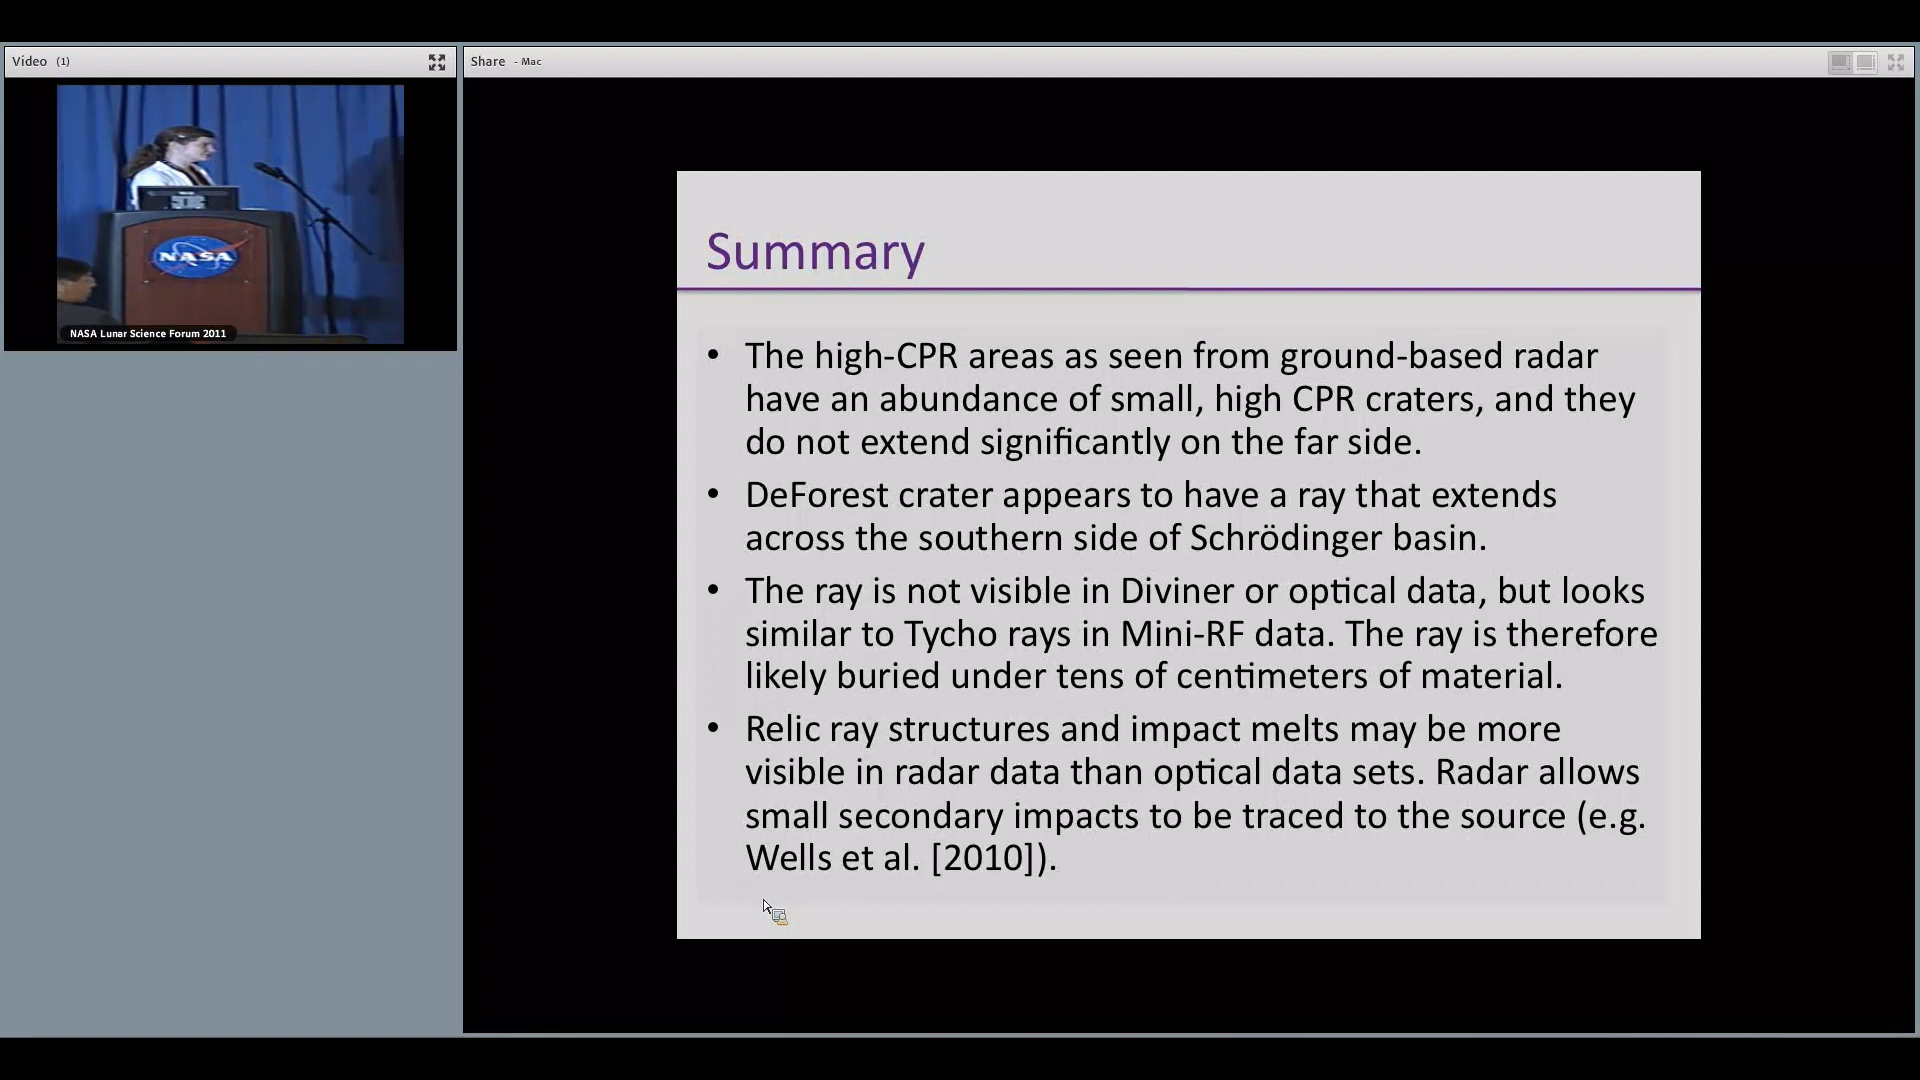 Video (1)
Share - Mac
NASA
NASA Lunar Science Forum 2011
Summary
• The high-CPR areas as seen from ground-based radar
have an abundance of small, high CPR craters, and they
do not extend significantly on the far side.
• DeForest crater appears to have a ray that extends
across the southern side of Schrödinger basin.
• The ray is not visible in Diviner or optical data, but looks
similar to Tycho rays in Mini-RF data. The ray is therefore
likely buried under tens of centimeters of material.
• Relic ray structures and impact melts may be more
visible in radar data than optical data sets. Radar allows
small secondary impacts to be traced to the source (e.g.
Wells et al. [2010]).